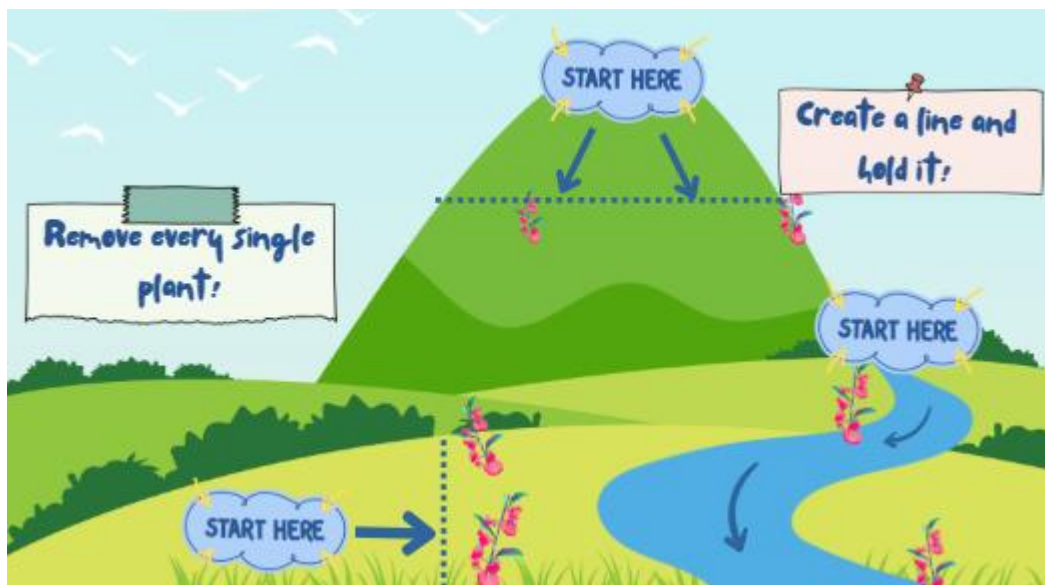 START HERE
Create a line and
hold it!
Remove every single
plant!
START HERE
START HERE